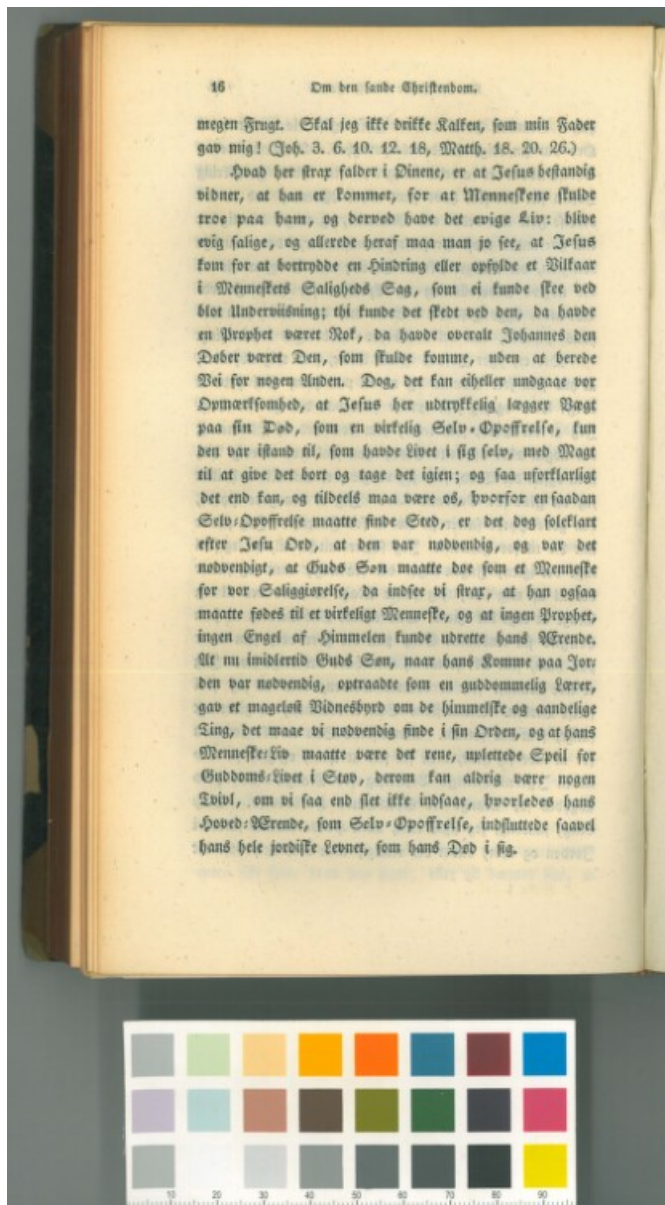 16 Om den sande Christendom.
megen Frugt. Skal jeg ikke drikke Kalken, som min Fader
gav mig! (Joh. 3. 6. 10. 12. 18, Matth. 18. 20. 26.)
Hvad her strax falder i Øinene, er at Jesus bestandig
vidner, at han er kommet, for at Menneskene skulde
troe paa ham, og derved have det evige Liv: blive
evig salige, og allerede heraf maa man jo see, at Jesus
kom for at bortrydde en Hindring eller opfylde et Vilkaar
i Menneskets Saligheds Sag, som ei kunde skee ved
blot Underviisning; thi kunde det skedt ved den, da havde
en Prophet været Nok, da havde overalt Johannes den
Døber været Den, som skulde komme, uden at berede
Vei for nogen Anden. Dog, det kan eiheller undgaae vor
Opmærksomhed, at Jesus her udtrykkelig lægger Vægt
paa sin Død, som en virkelig Selv-Opoffrelse, kun
den var istand til, som havde Livet i sig selv, med Magt
til at give det bort og tage det igien; og saa uforklarligt
det end kan, og tildeels maa være os, hvorfor en saadan
Selv-Opoffrelse maatte finde Sted, er det dog soleklart
efter Jesu Ord, at den var nødvendig, og var det
nødvendigt, at Guds Søn maatte døe som et Menneske
for vor Saliggiørelse, da indsee vi strax, at han ogsaa
maatte fødes til et virkeligt Menneske, og at ingen Prophet,
ingen Engel af Himmelen kunde udrette hans Ærende.
At nu imidlertid Guds Søn, naar hans Komme paa Jor-
den var nødvendig, optraadte som en guddommelig Lærer,
gav et mageløst Vidnesbyrd om de himmelske og aandelige
Ting, det maae vi nødvendig finde i sin Orden, og at hans
Menneske-Liv maatte være det rene, uplettede Speil for
Guddoms-Livet i Støv, derom kan aldrig være nogen
Tvivl, om vi saa end slet ikke indsaae, hvorledes hans
Hoved-Ærende, som Selv-Opoffrelse, indsluttede saavel
hans hele jordiske Levnet, som hans Død i sig.
10 20 30 40 50 60 70 80 90